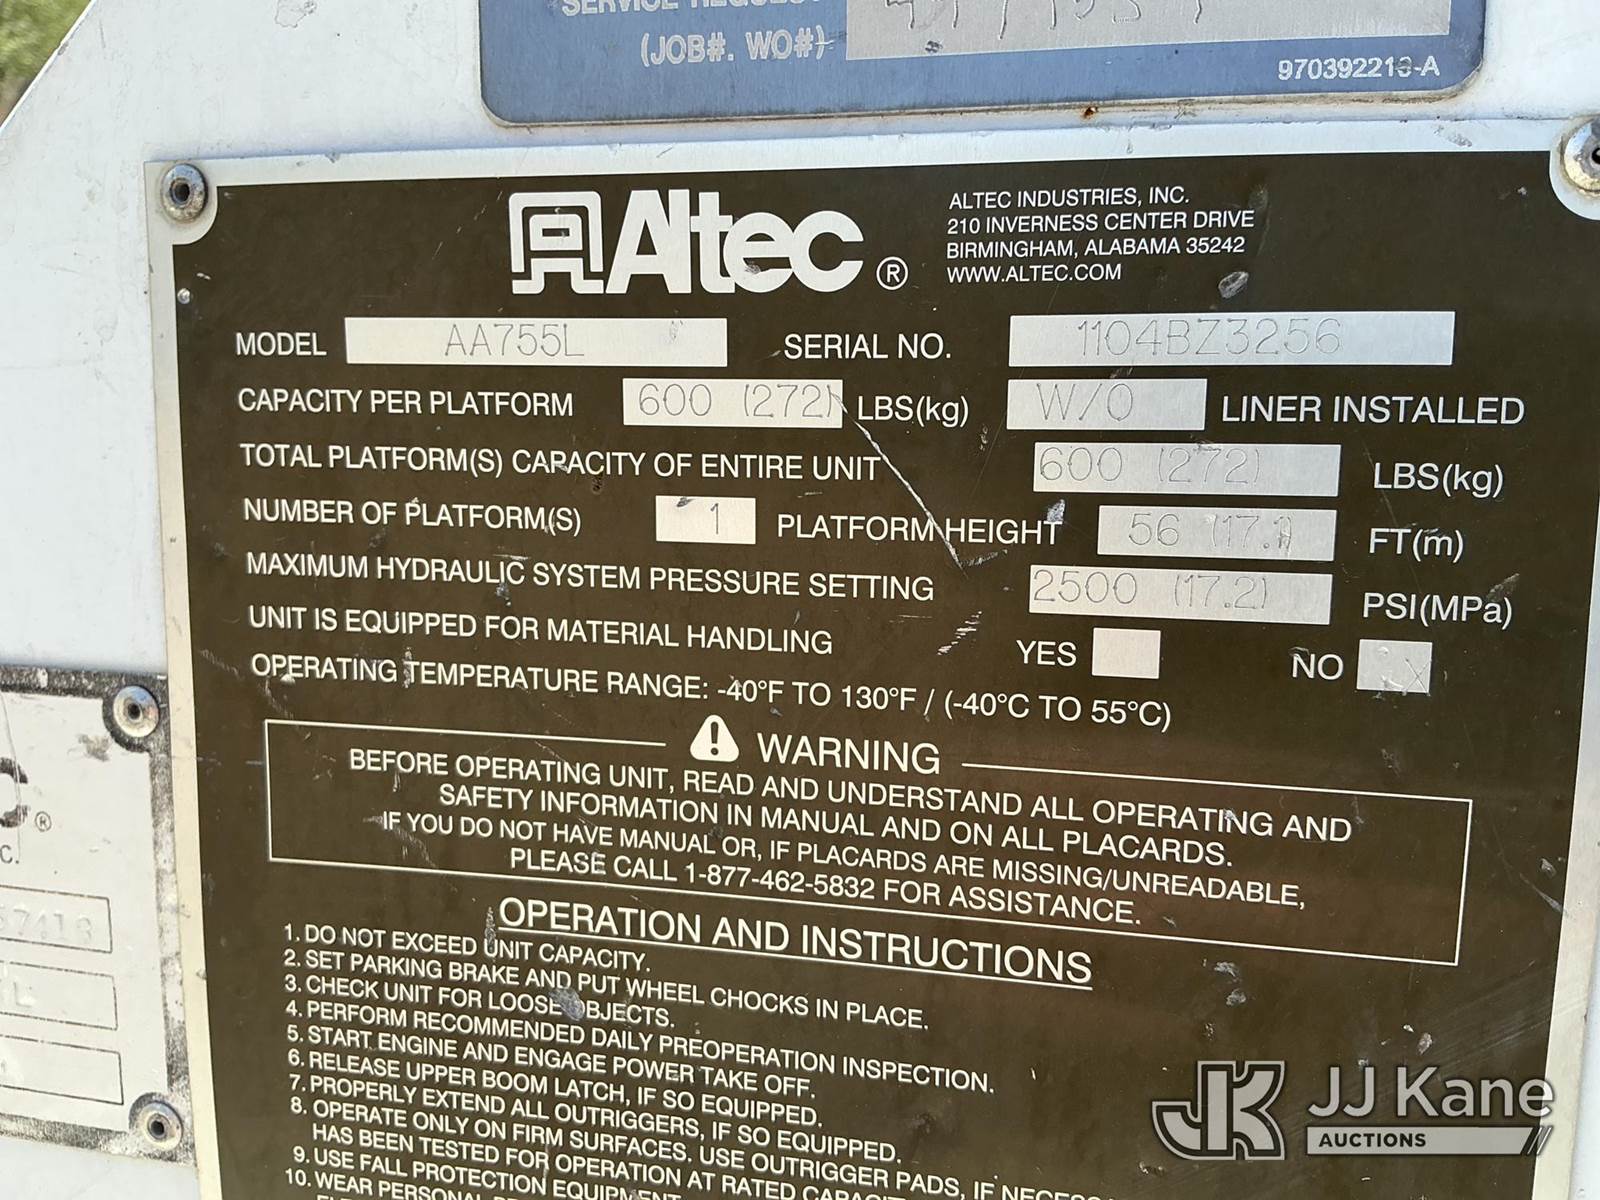 (JOB#. WO#)
970392213-A
Altec ®
ALTEC INDUSTRIES, INC.
210 INVERNESS CENTER DRIVE
BIRMINGHAM, ALABAMA 35242
WWW.ALTEC.COM
MODEL AA755L SERIAL NO. 1104BZ3256
CAPACITY PER PLATFORM 600 (272) LBS(kg) W/O LINER INSTALLED
TOTAL PLATFORM(S) CAPACITY OF ENTIRE UNIT 600 (272) LBS(kg)
NUMBER OF PLATFORM(S) 1 PLATFORM HEIGHT 56 (17.1) FT(m)
MAXIMUM HYDRAULIC SYSTEM PRESSURE SETTING 2500 (17.2) PSI(MPa)
UNIT IS EQUIPPED FOR MATERIAL HANDLING YES NO X
OPERATING TEMPERATURE RANGE: -40°F TO 130°F / (-40°C TO 55°C)
WARNING
BEFORE OPERATING UNIT, READ AND UNDERSTAND ALL OPERATING AND
SAFETY INFORMATION IN MANUAL AND ON ALL PLACARDS.
IF YOU DO NOT HAVE MANUAL OR, IF PLACARDS ARE MISSING/UNREADABLE,
PLEASE CALL 1-877-462-5832 FOR ASSISTANCE.
OPERATION AND INSTRUCTIONS
1. DO NOT EXCEED UNIT CAPACITY.
2. SET PARKING BRAKE AND PUT WHEEL CHOCKS IN PLACE.
3. CHECK UNIT FOR LOOSE OBJECTS.
4. PERFORM RECOMMENDED DAILY PREOPERATION INSPECTION.
5. START ENGINE AND ENGAGE POWER TAKE OFF.
6. RELEASE UPPER BOOM LATCH, IF SO EQUIPPED.
7. PROPERLY EXTEND ALL OUTRIGGERS, IF SO EQUIPPED.
8. OPERATE ONLY ON FIRM SURFACES. USE OUTRIGGER PADS, IF
HAS BEEN TESTED FOR OPERATION AT RATED
9. USE FALL PROTECTION
10. WEAR PERSONAL
C ®
C.
JK JJ Kane
AUCTIONS